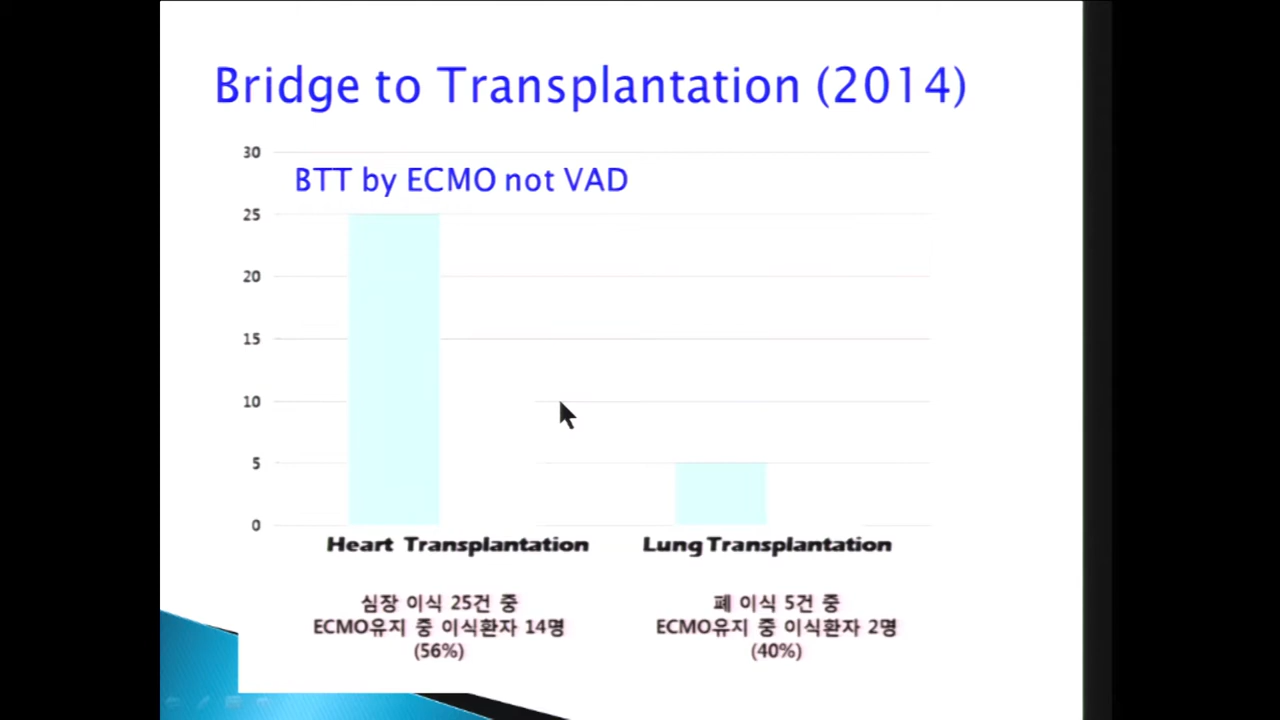 Bridge to Transplantation (2014)
30
BTT by ECMO not VAD
25
20
15
10
5
0
Heart Transplantation
Lung Transplantation
심장 이식 25건 중
ECMO유지 중 이식환자 14명
(56%)
폐 이식 5건 중
ECMO유지 중 이식환자 2명
(40%)